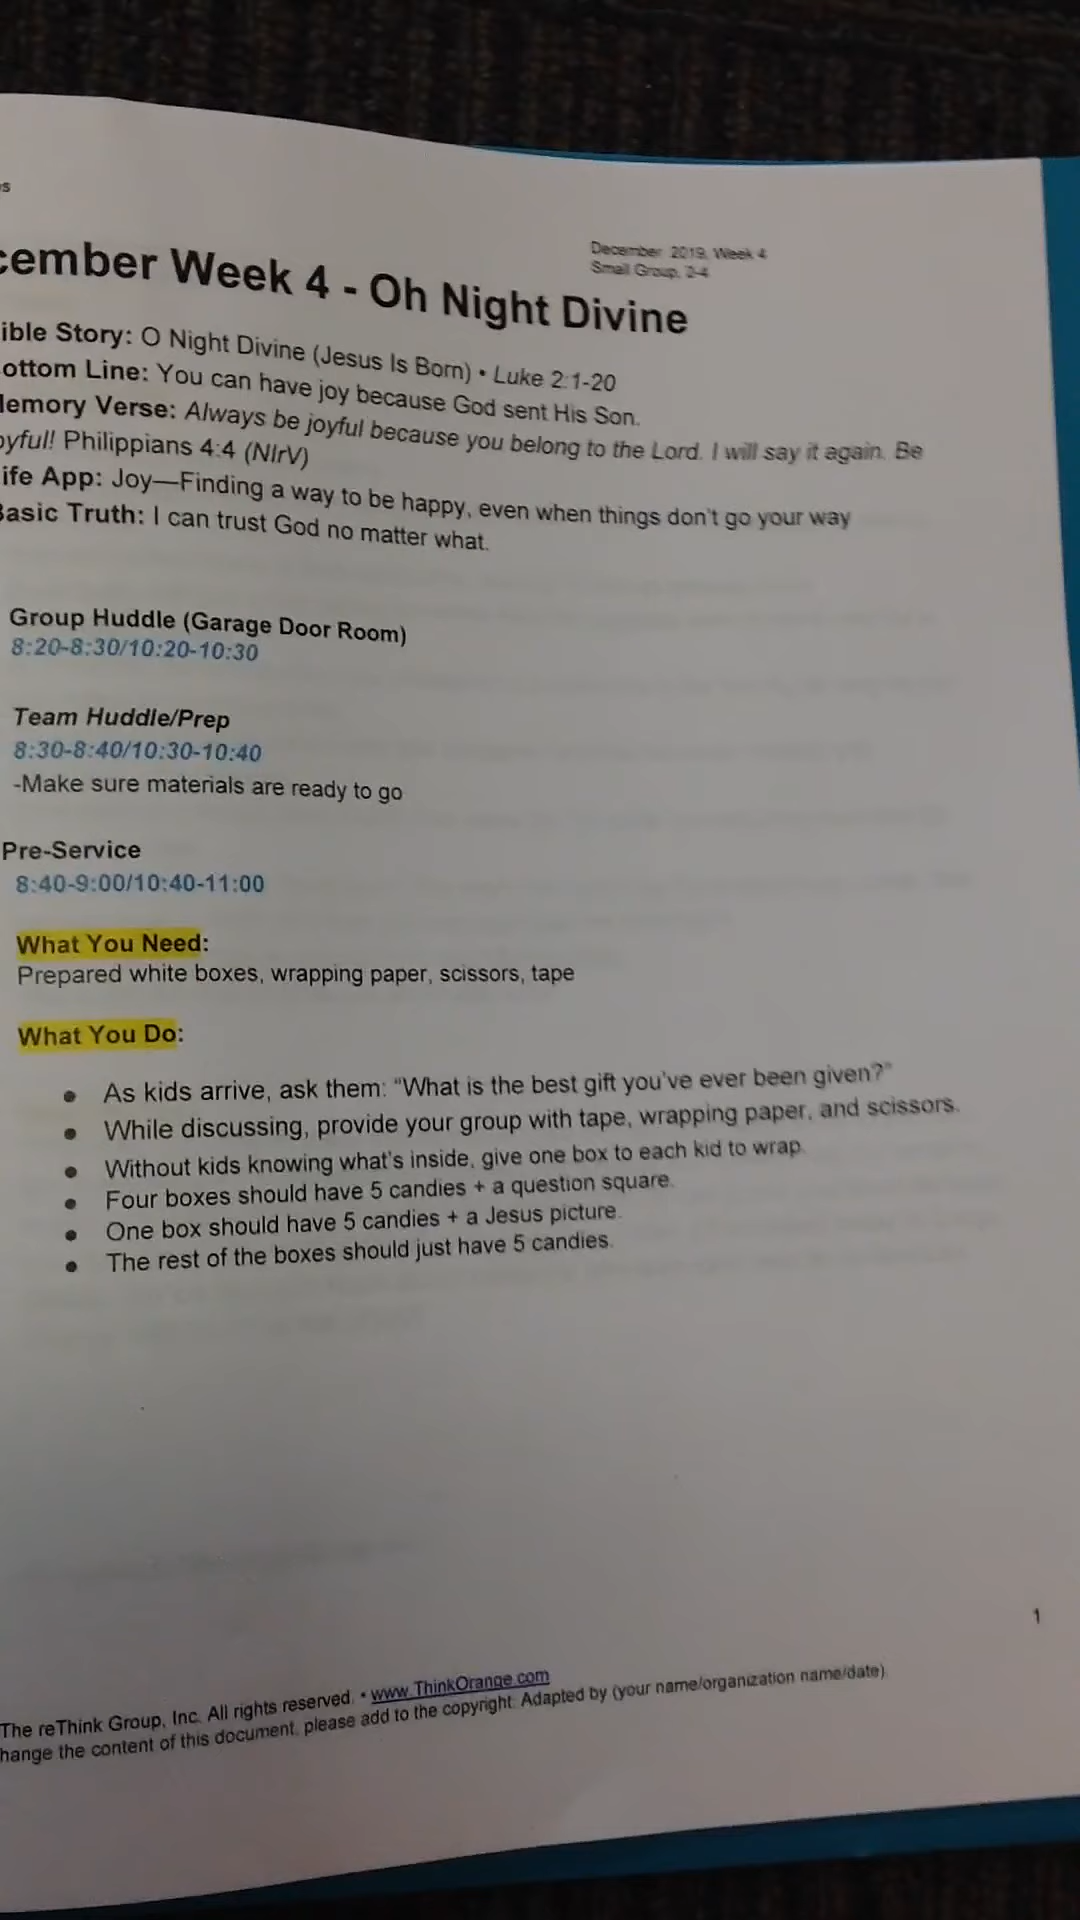 December 2019, Week 4
Small Group, 2-4
cember Week 4 - Oh Night Divine
ible Story: O Night Divine (Jesus Is Born) • Luke 2:1-20
ottom Line: You can have joy because God sent His Son.
emory Verse: Always be joyful because you belong to the Lord. I will say it again. Be
yful! Philippians 4:4 (NIrV)
ife App: Joy—Finding a way to be happy, even when things don't go your way
Basic Truth: I can trust God no matter what.
Group Huddle (Garage Door Room)
8:20-8:30/10:20-10:30
Team Huddle/Prep
8:30-8:40/10:30-10:40
-Make sure materials are ready to go
Pre-Service
8:40-9:00/10:40-11:00
What You Need:
Prepared white boxes, wrapping paper, scissors, tape
What You Do:
● As kids arrive, ask them: “What is the best gift you've ever been given?”
● While discussing, provide your group with tape, wrapping paper, and scissors.
● Without kids knowing what's inside, give one box to each kid to wrap.
● Four boxes should have 5 candies + a question square.
● One box should have 5 candies + a Jesus picture.
● The rest of the boxes should just have 5 candies.
1
The reThink Group, Inc. All rights reserved. • www.ThinkOrange.com
hange the content of this document, please add to the copyright: Adapted by (your name/organization name/date)